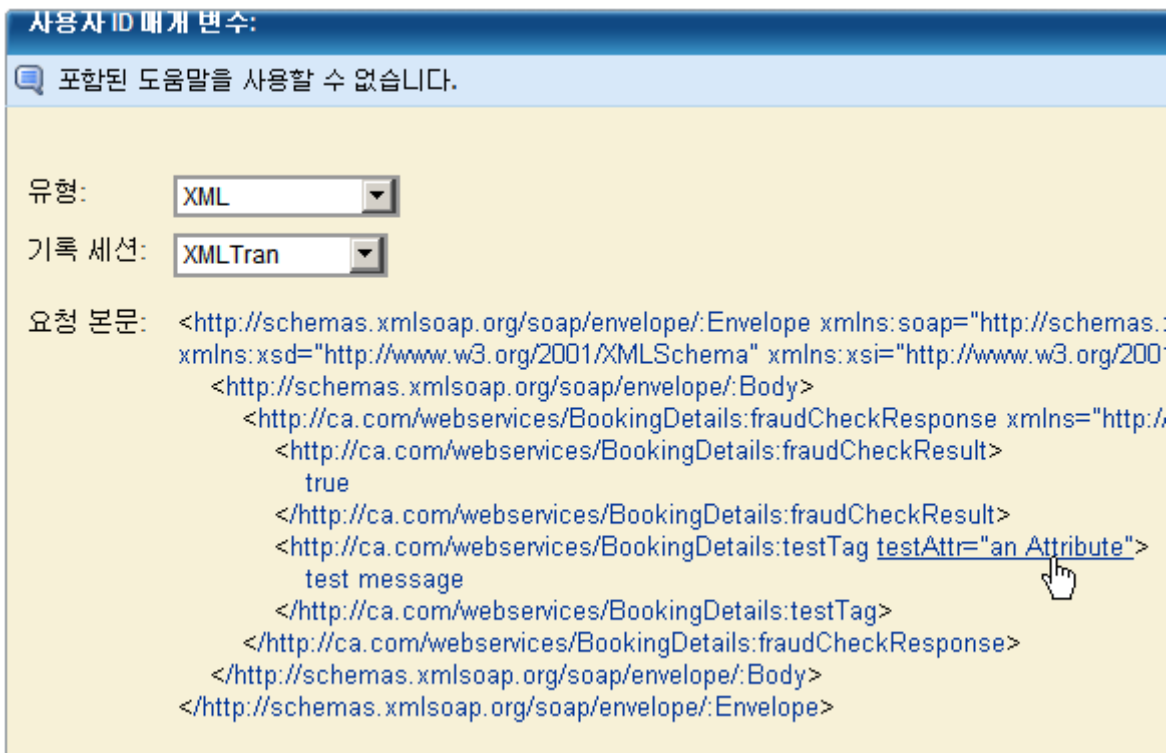 사용자 ID 매개 변수:
포함된 도움말을 사용할 수 없습니다.
유형: XML
기록 세션: XMLTran
요청 본문: <http://schemas.xmlsoap.org/soap/envelope/:Envelope xmlns:soap="http://schemas.
xmlns:xsd="http://www.w3.org/2001/XMLSchema" xmlns:xsi="http://www.w3.org/2001
<http://schemas.xmlsoap.org/soap/envelope/:Body>
<http://ca.com/webservices/BookingDetails:fraudCheckResponse xmlns="http://
<http://ca.com/webservices/BookingDetails:fraudCheckResult>
true
</http://ca.com/webservices/BookingDetails:fraudCheckResult>
<http://ca.com/webservices/BookingDetails:testTag testAttr="an Attribute">
test message
</http://ca.com/webservices/BookingDetails:testTag>
</http://ca.com/webservices/BookingDetails:fraudCheckResponse>
</http://schemas.xmlsoap.org/soap/envelope/:Body>
</http://schemas.xmlsoap.org/soap/envelope/:Envelope>